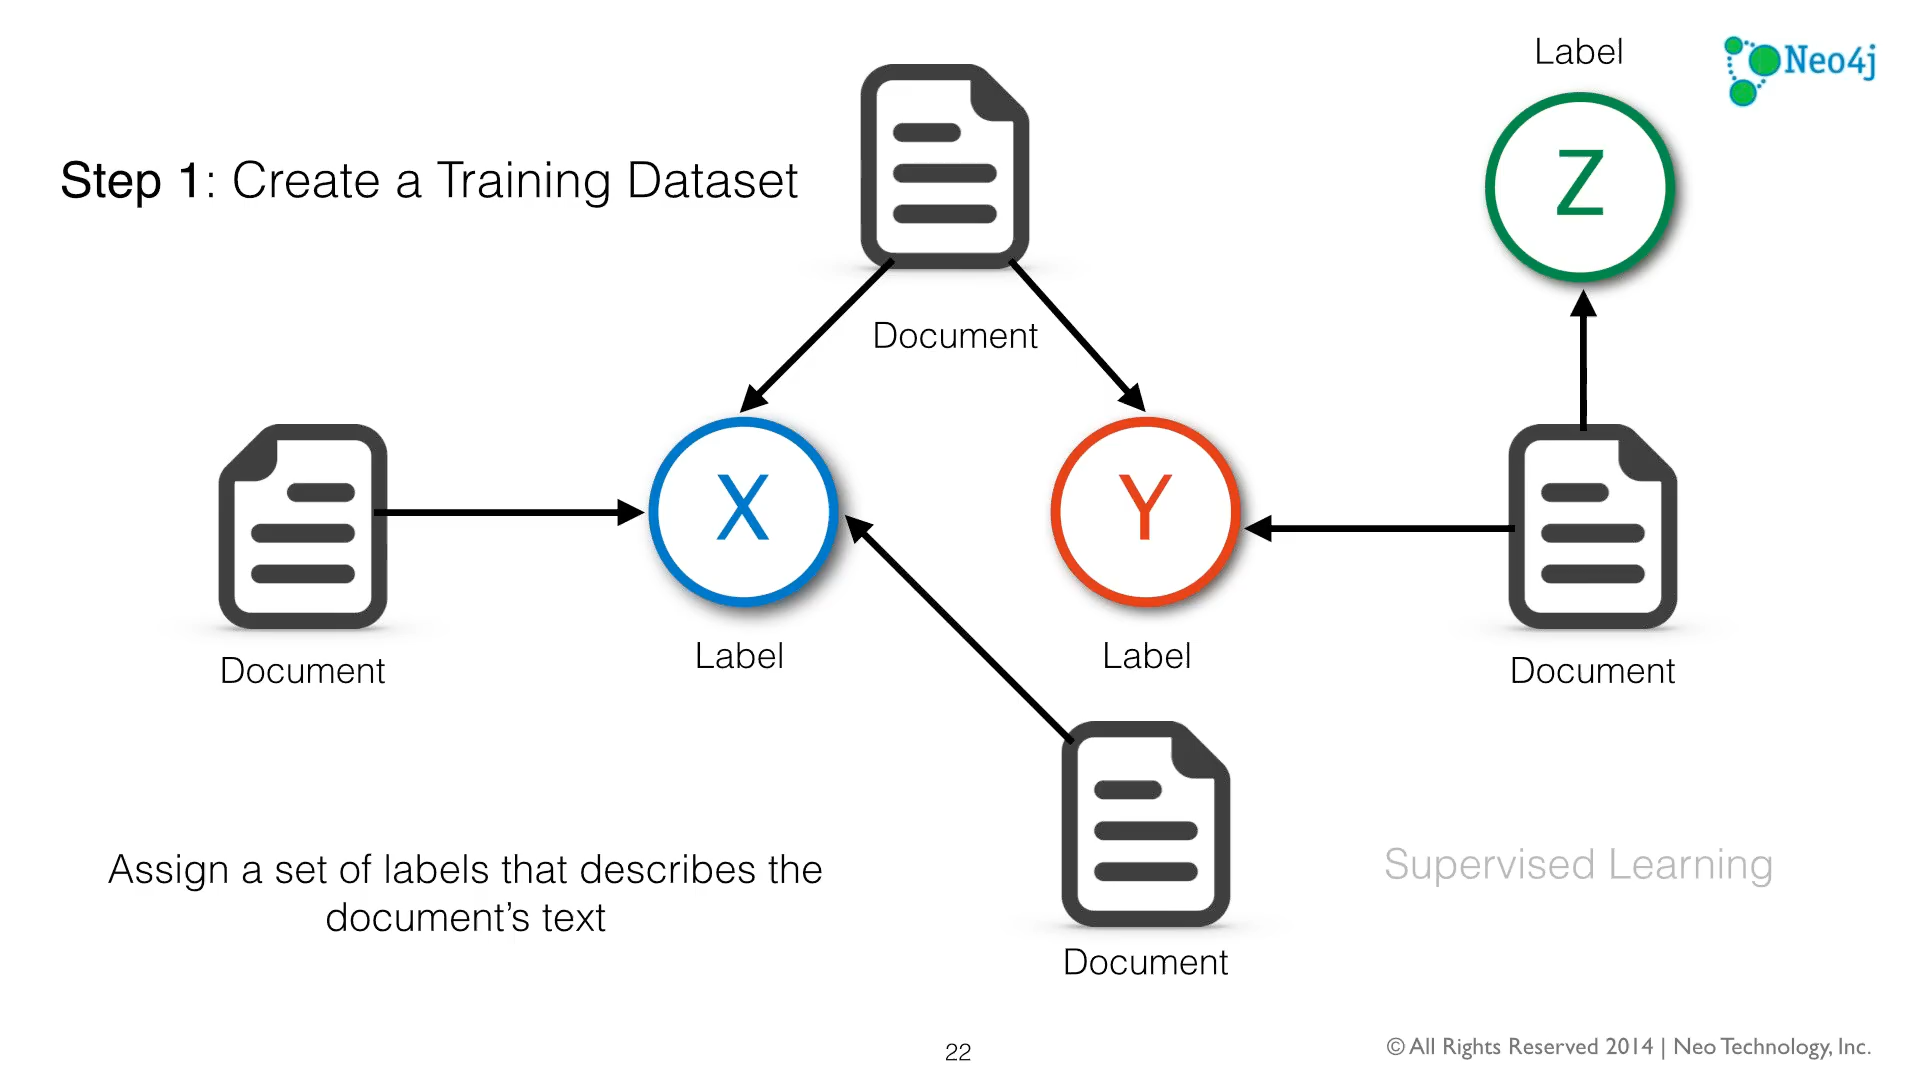 Label
Neo4j
Step 1: Create a Training Dataset
Z
Document
X
Y
Label
Label
Document
Document
Assign a set of labels that describes the
document’s text
Supervised Learning
Document
22
© All Rights Reserved 2014 | Neo Technology, Inc.